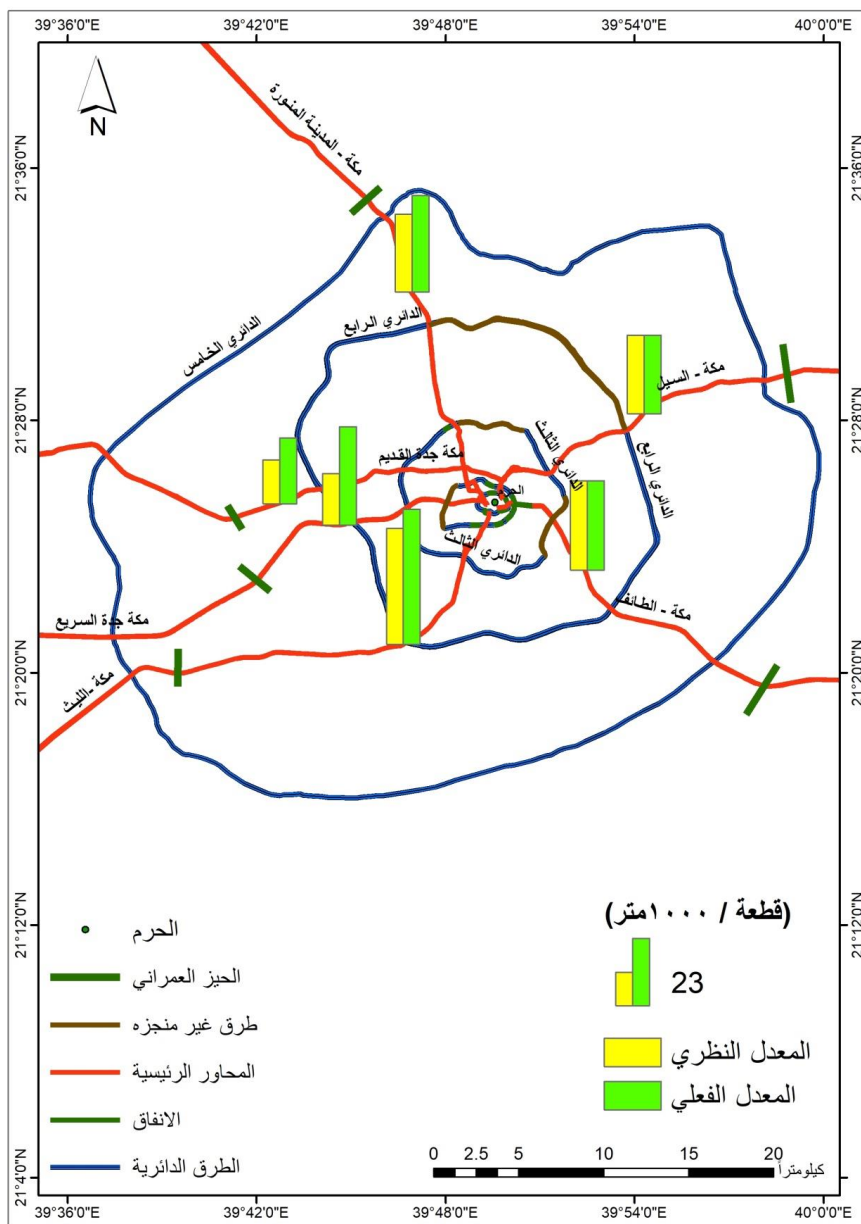 39°36'0"E 39°42'0"E 39°48'0"E 39°54'0"E 40°0'0"E
21°36'0"N
21°28'0"N
21°20'0"N
21°12'0"N
21°4'0"N
21°36'0"N
21°28'0"N
21°20'0"N
21°12'0"N
21°4'0"N
N
مكة - المدينة المنورة
الدائري الخامس
الدائري الرابع
مكة - السيل
مكة جدة القديم
الدائري الثالث
الدائري الرابع
الحرم
الدائري الثالث
مكة - الطائف
مكة جدة السريع
مكة -الليث
الحرم
الحيز العمراني
طرق غير منجزه
المحاور الرئيسية
الانفاق
الطرق الدائرية
(قطعة / ١٠٠٠متر)
23
المعدل النظري
المعدل الفعلي
0 2.5 5 10 15 20
كيلومتراً
39°36'0"E 39°42'0"E 39°48'0"E 39°54'0"E 40°0'0"E